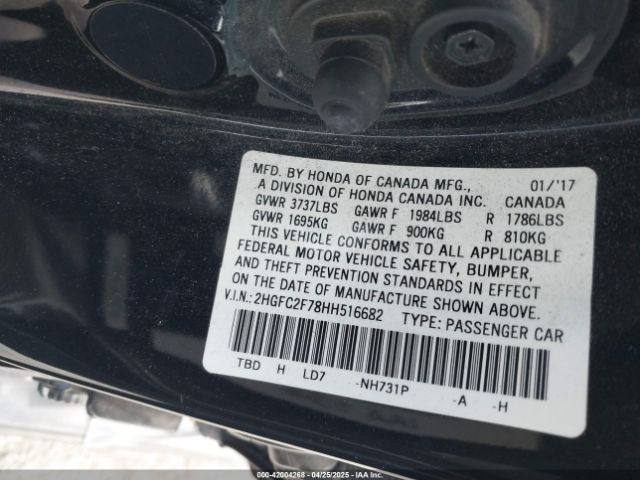 MFD. BY HONDA OF CANADA MFG., 01/'17
A DIVISION OF HONDA CANADA INC. CANADA
GVWR 3737LBS GAWR F 1984LBS R 1786LBS
GVWR 1695KG GAWR F 900KG R 810KG
THIS VEHICLE CONFORMS TO ALL APPLICABLE
FEDERAL MOTOR VEHICLE SAFETY, BUMPER,
AND THEFT PREVENTION STANDARDS IN EFFECT
ON THE DATE OF MANUFACTURE SHOWN ABOVE.
V.I.N.:2HGFC2F78HH516682 TYPE: PASSENGER CAR
TBD H LD7 -NH731P -A -H
000-42004268 - 04/25/2025 - IAAI.COM